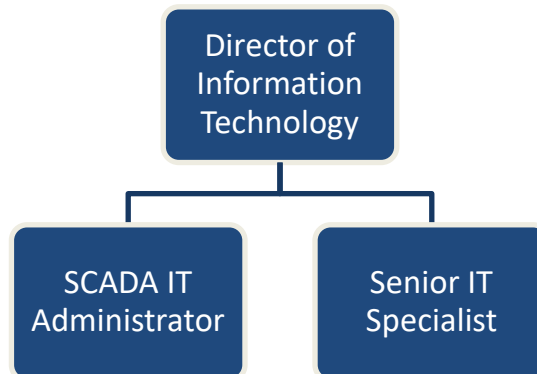 Director of
Information
Technology
SCADA IT
Administrator
Senior IT
Specialist